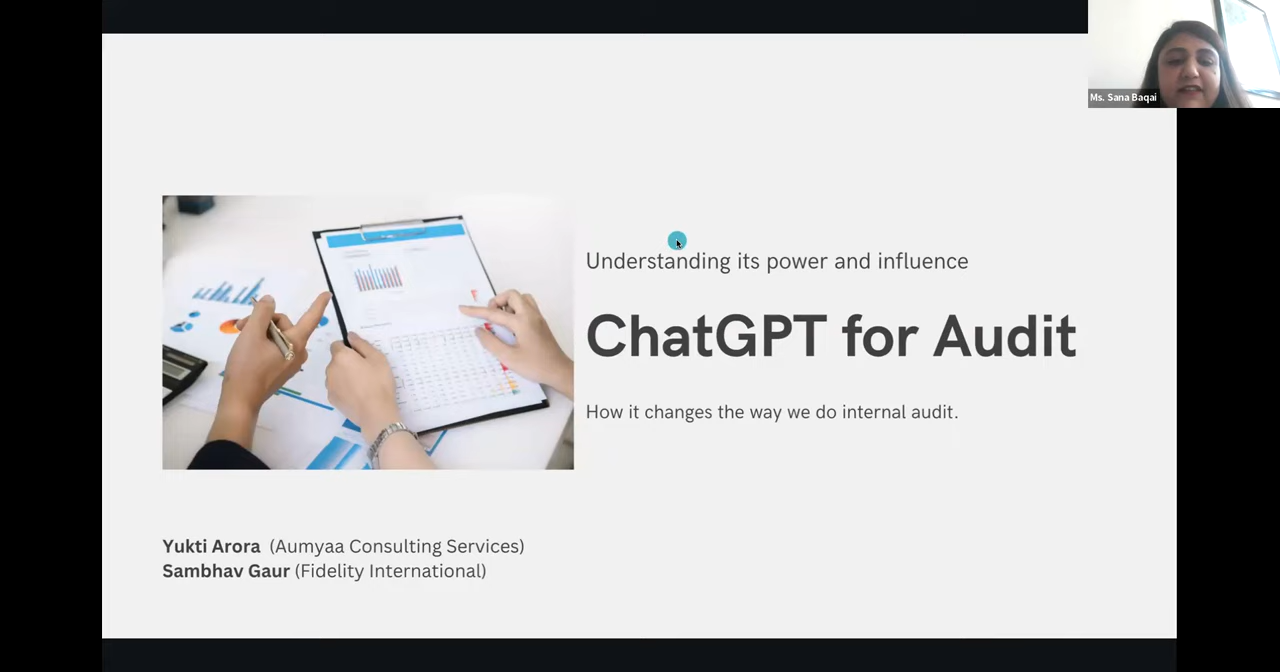 Ms. Sana Baqai
Understanding its power and influence
ChatGPT for Audit
How it changes the way we do internal audit.
Yukti Arora (Aumyaa Consulting Services)
Sambhav Gaur (Fidelity International)